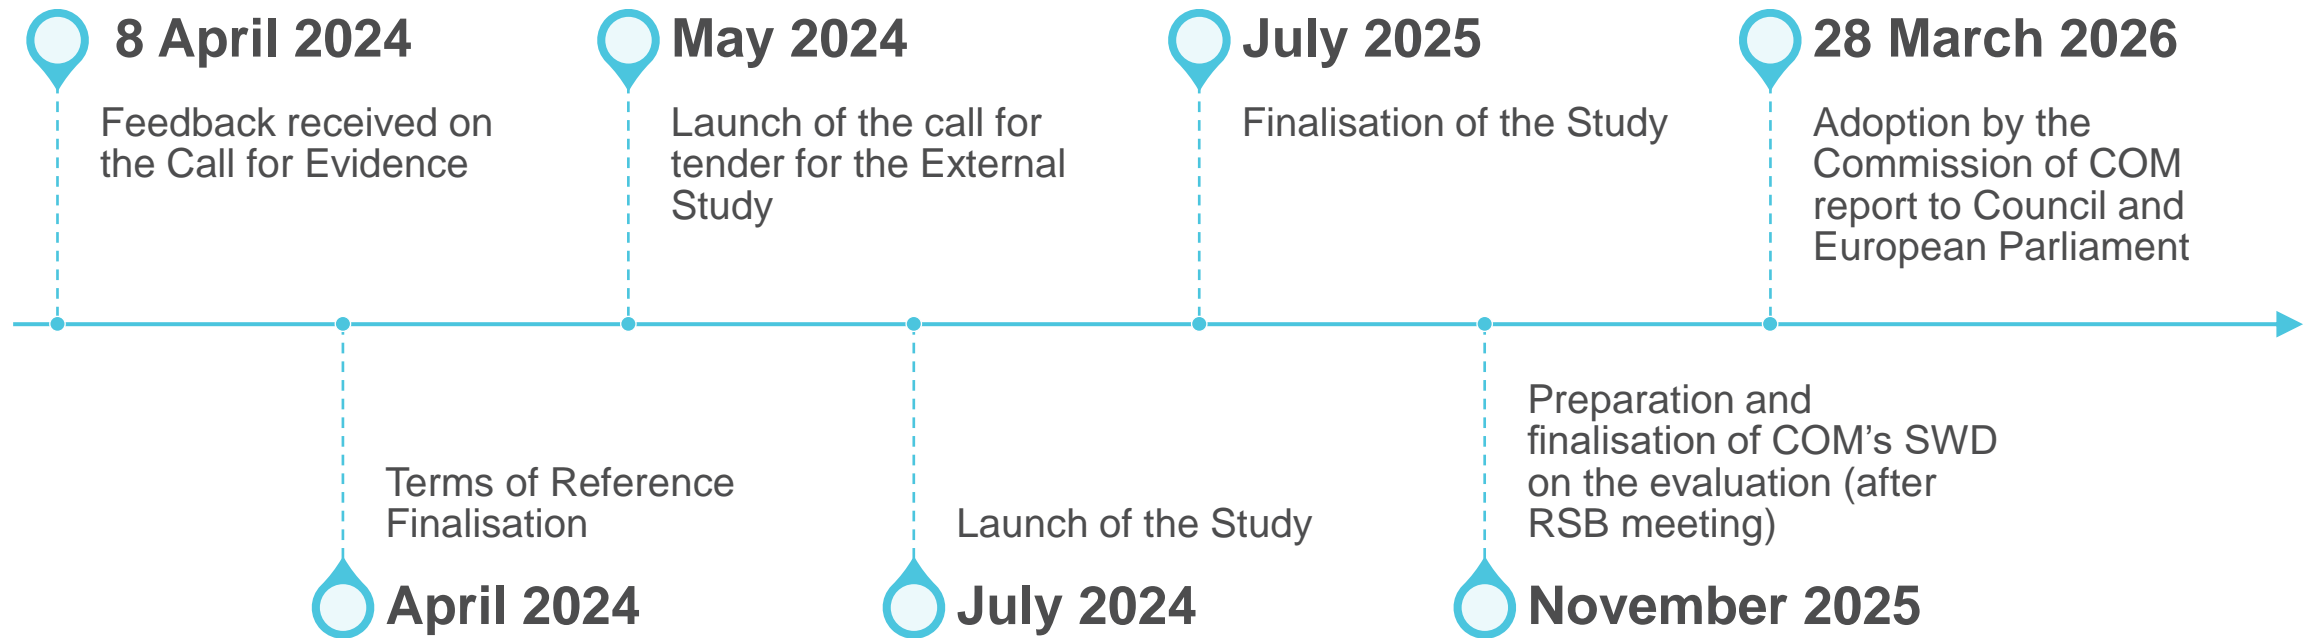 8 April 2024
Feedback received on
the Call for Evidence
April 2024
Terms of Reference
Finalisation
May 2024
Launch of the call for
tender for the External
Study
July 2024
Launch of the Study
July 2025
Finalisation of the Study
November 2025
Preparation and
finalisation of COM’s SWD
on the evaluation (after
RSB meeting)
28 March 2026
Adoption by the
Commission of COM
report to Council and
European Parliament